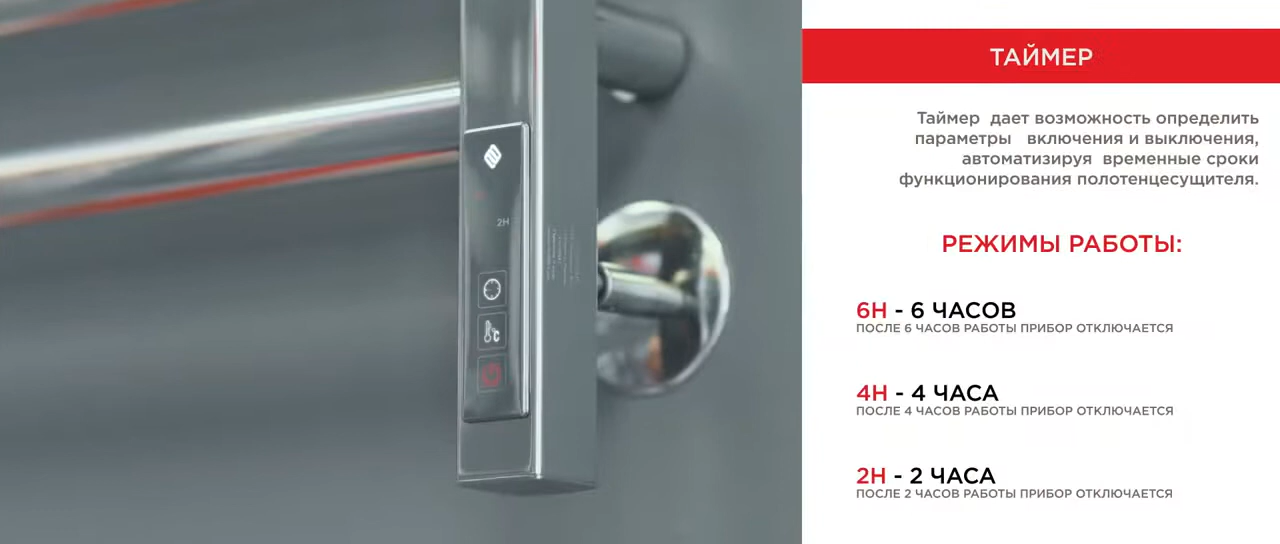 ТАЙМЕР
Таймер дает возможность определить
параметры включения и выключения,
автоматизируя временные сроки
функционирования полотенцесушителя.
РЕЖИМЫ РАБОТЫ:
6H - 6 ЧАСОВ
ПОСЛЕ 6 ЧАСОВ РАБОТЫ ПРИБОР ОТКЛЮЧАЕТСЯ
4H - 4 ЧАСА
ПОСЛЕ 4 ЧАСОВ РАБОТЫ ПРИБОР ОТКЛЮЧАЕТСЯ
2H - 2 ЧАСА
ПОСЛЕ 2 ЧАСОВ РАБОТЫ ПРИБОР ОТКЛЮЧАЕТСЯ
2H
°C